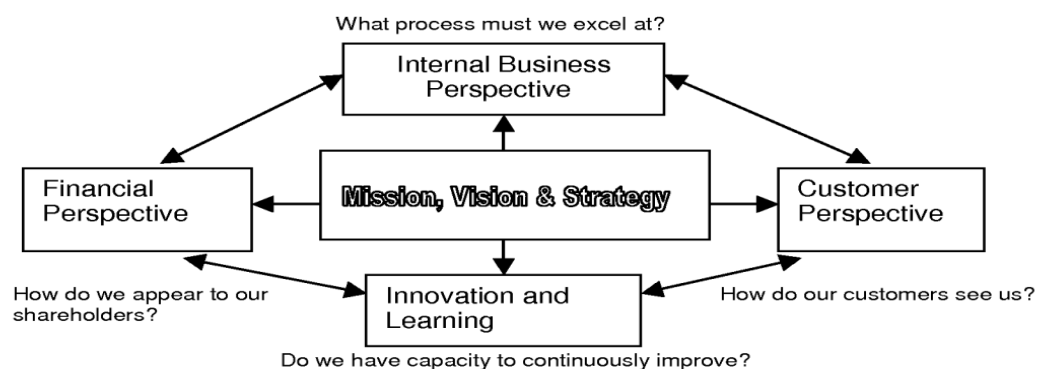 What process must we excel at?
Internal Business
Perspective
Financial
Perspective
Mission, Vision & Strategy
Customer
Perspective
How do we appear to our
shareholders?
Innovation and
Learning
How do our customers see us?
Do we have capacity to continuously improve?